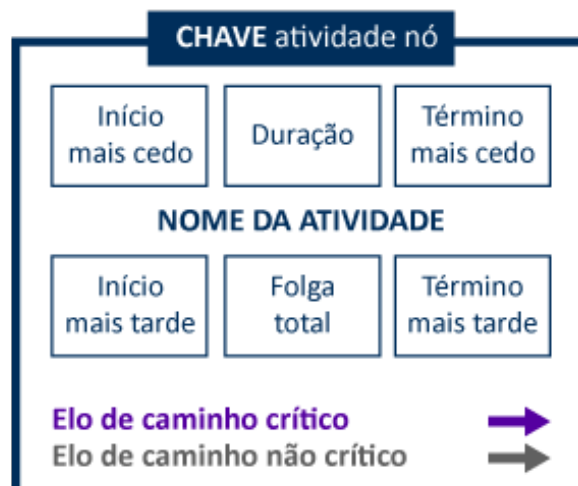 CHAVE atividade nó
Início
mais cedo
Duração
Término
mais cedo
NOME DA ATIVIDADE
Início
mais tarde
Folga
total
Término
mais tarde
Elo de caminho crítico
Elo de caminho não crítico